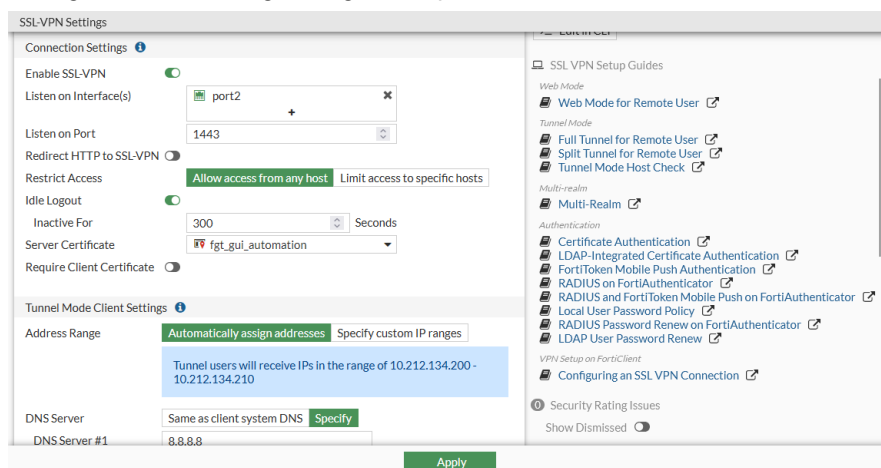 SSL-VPN Settings
Connection Settings
Enable SSL-VPN
Listen on Interface(s) port2
+
Listen on Port 1443
Redirect HTTP to SSL-VPN
Restrict Access Allow access from any host Limit access to specific hosts
Idle Logout
Inactive For 300 Seconds
Server Certificate fgt_gui_automation
Require Client Certificate
Tunnel Mode Client Settings
Address Range Automatically assign addresses Specify custom IP ranges
Tunnel users will receive IPs in the range of 10.212.134.200 -
10.212.134.210
DNS Server Same as client system DNS Specify
DNS Server #1 8.8.8.8
Edit in CLI
SSL VPN Setup Guides
Web Mode
Web Mode for Remote User
Tunnel Mode
Full Tunnel for Remote User
Split Tunnel for Remote User
Tunnel Mode Host Check
Multi-realm
Multi-Realm
Authentication
Certificate Authentication
LDAP-Integrated Certificate Authentication
FortiToken Mobile Push Authentication
RADIUS on FortiAuthenticator
RADIUS and FortiToken Mobile Push on FortiAuthenticator
Local User Password Policy
RADIUS Password Renew on FortiAuthenticator
LDAP User Password Renew
VPN Setup on FortiClient
Configuring an SSL VPN Connection
0 Security Rating Issues
Show Dismissed
Apply